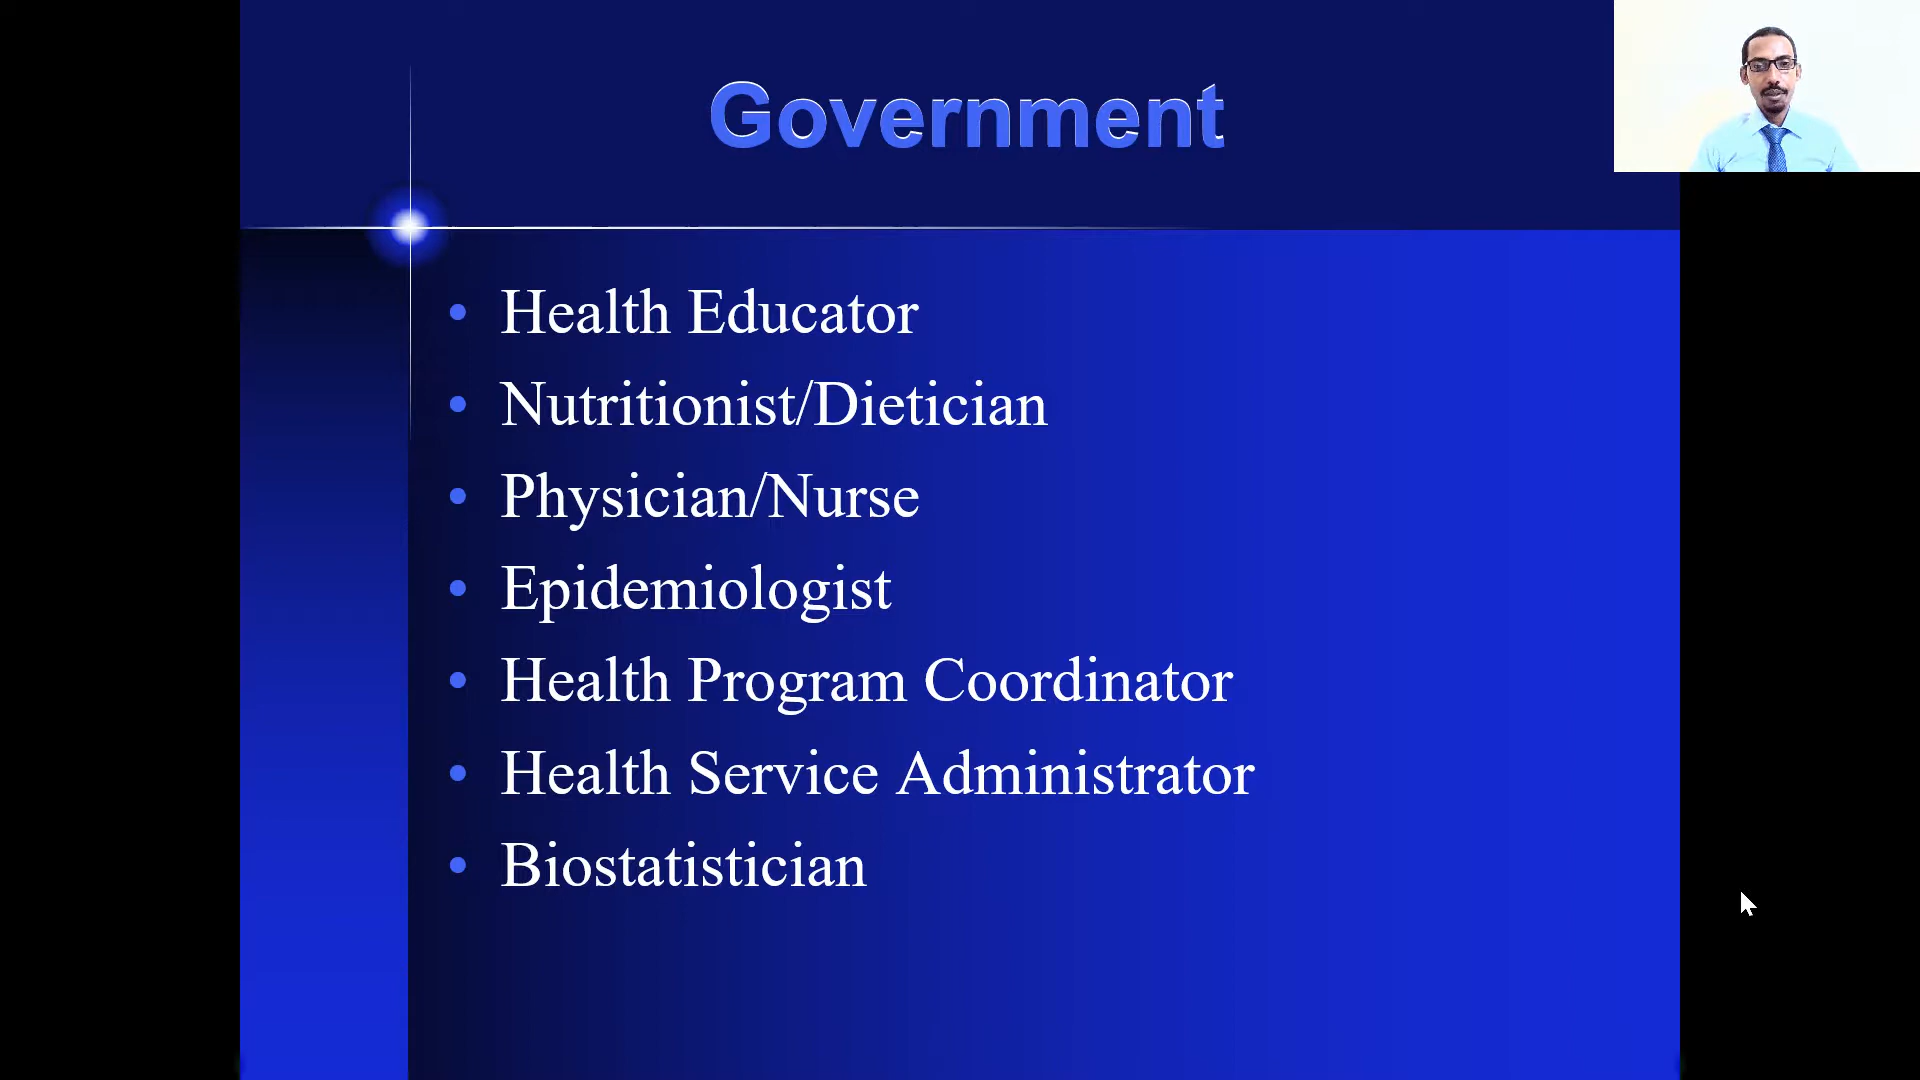 Government
• Health Educator
• Nutritionist/Dietician
• Physician/Nurse
• Epidemiologist
• Health Program Coordinator
• Health Service Administrator
• Biostatistician